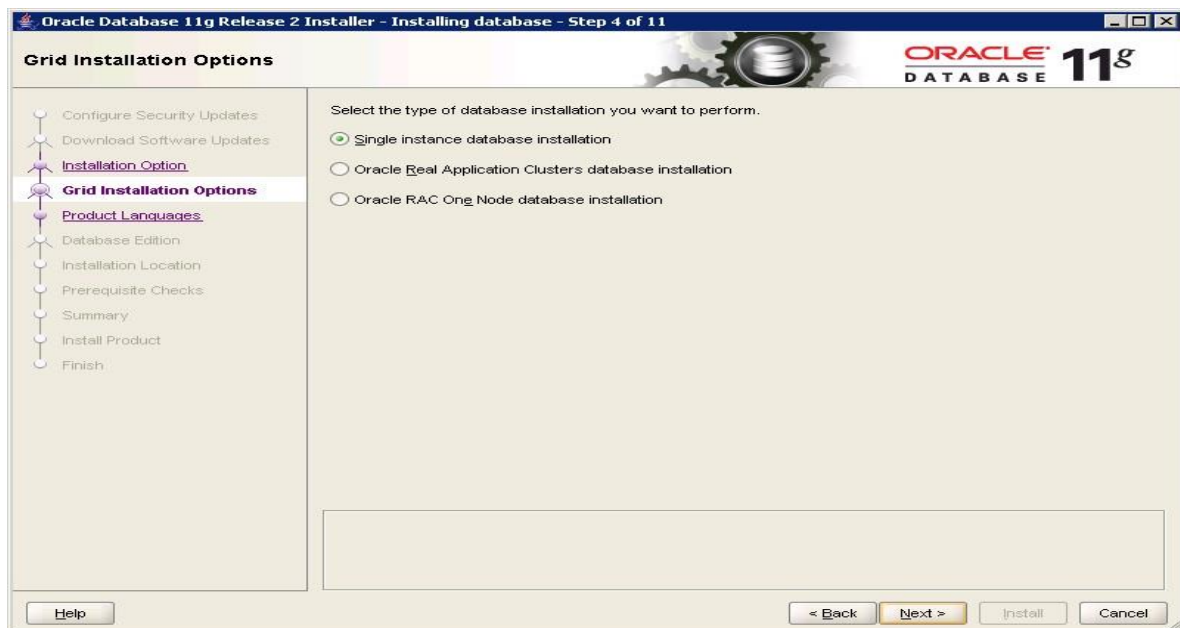 Oracle Database 11g Release 2 Installer - Installing database - Step 4 of 11
Grid Installation Options
ORACLE
DATABASE 11g
Configure Security Updates
Download Software Updates
Installation Option
Grid Installation Options
Product Languages
Database Edition
Installation Location
Prerequisite Checks
Summary
Install Product
Finish
Select the type of database installation you want to perform.
Single instance database installation
Oracle Real Application Clusters database installation
Oracle RAC One Node database installation
Help
< Back
Next >
Install
Cancel